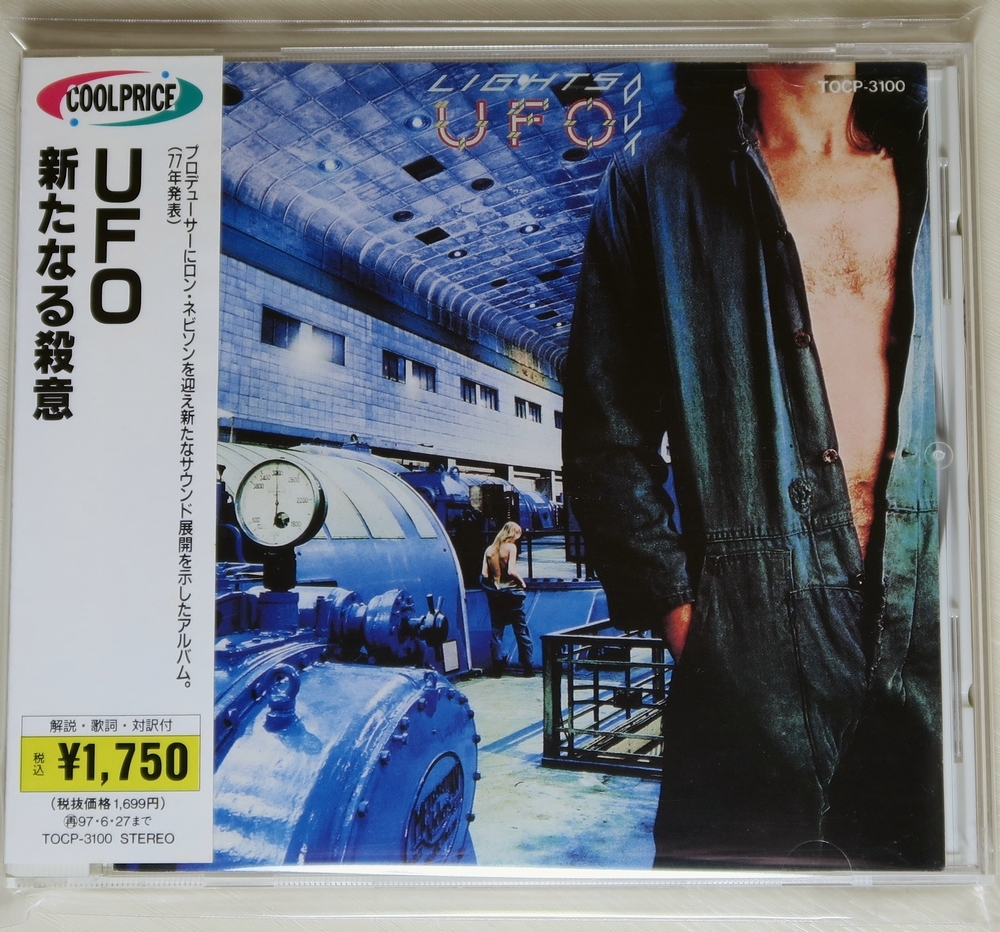 COOLPRICE
UFO
新たなる殺意
プロデューサーにロン・ネビソンを迎え新たなサウンド展開を示したアルバム。
(77年発表)
解説・歌詞・対訳付
税込 ¥1,750
(税抜価格1,699円)
再97・6・27まで
TOCP-3100 STEREO
LIGHTS
OUT
UFO
TOCP-3100